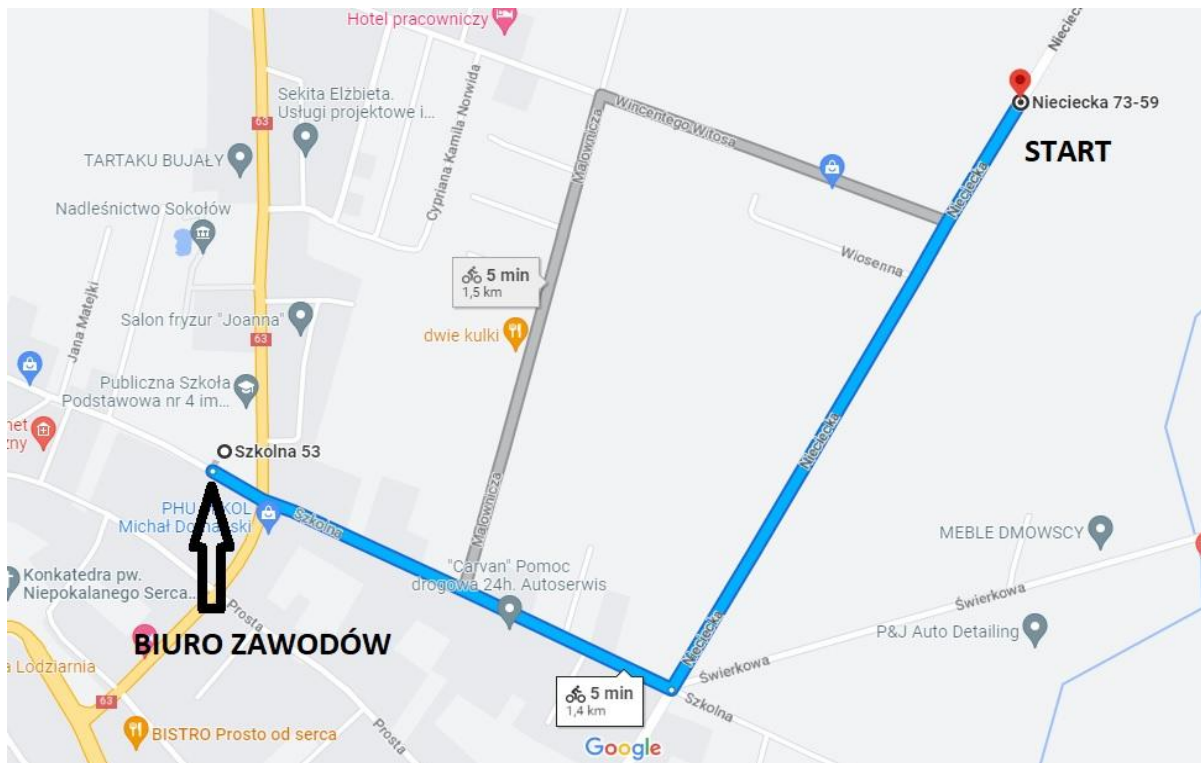 Hotel pracowniczy
Nieciecka
Nieciecka 73-59
START
Sekita Elżbieta.
Usługi projektowe i...
63
Wincentego Witosa
Malownicza
Cypriana Kamila Norwida
TARTAKU BUJAŁY
Nieciecka
Nadleśnictwo Sokołów
Wiosenna
5 min
1,5 km
Jana Matejki
Salon fryzur "Joanna"
63
dwie kulki
Publiczna Szkoła
Podstawowa nr 4 im...
Nieciecka
Szkolna 53
Malownicza
PHU
Michał
Szkolna
MEBLE DMOWSCY
"Carvan" Pomoc
drogowa 24h. Autoserwis
Konkatedra pw.
Niepokalanego Serca...
Prosta
Świerkowa
BIURO ZAWODÓW
P&J Auto Detailing
Nieciecka
Świerkowa
a Lodziarnia
5 min
1,4 km
Szkolna
63
Prosta
BISTRO Prosto od serca
Google